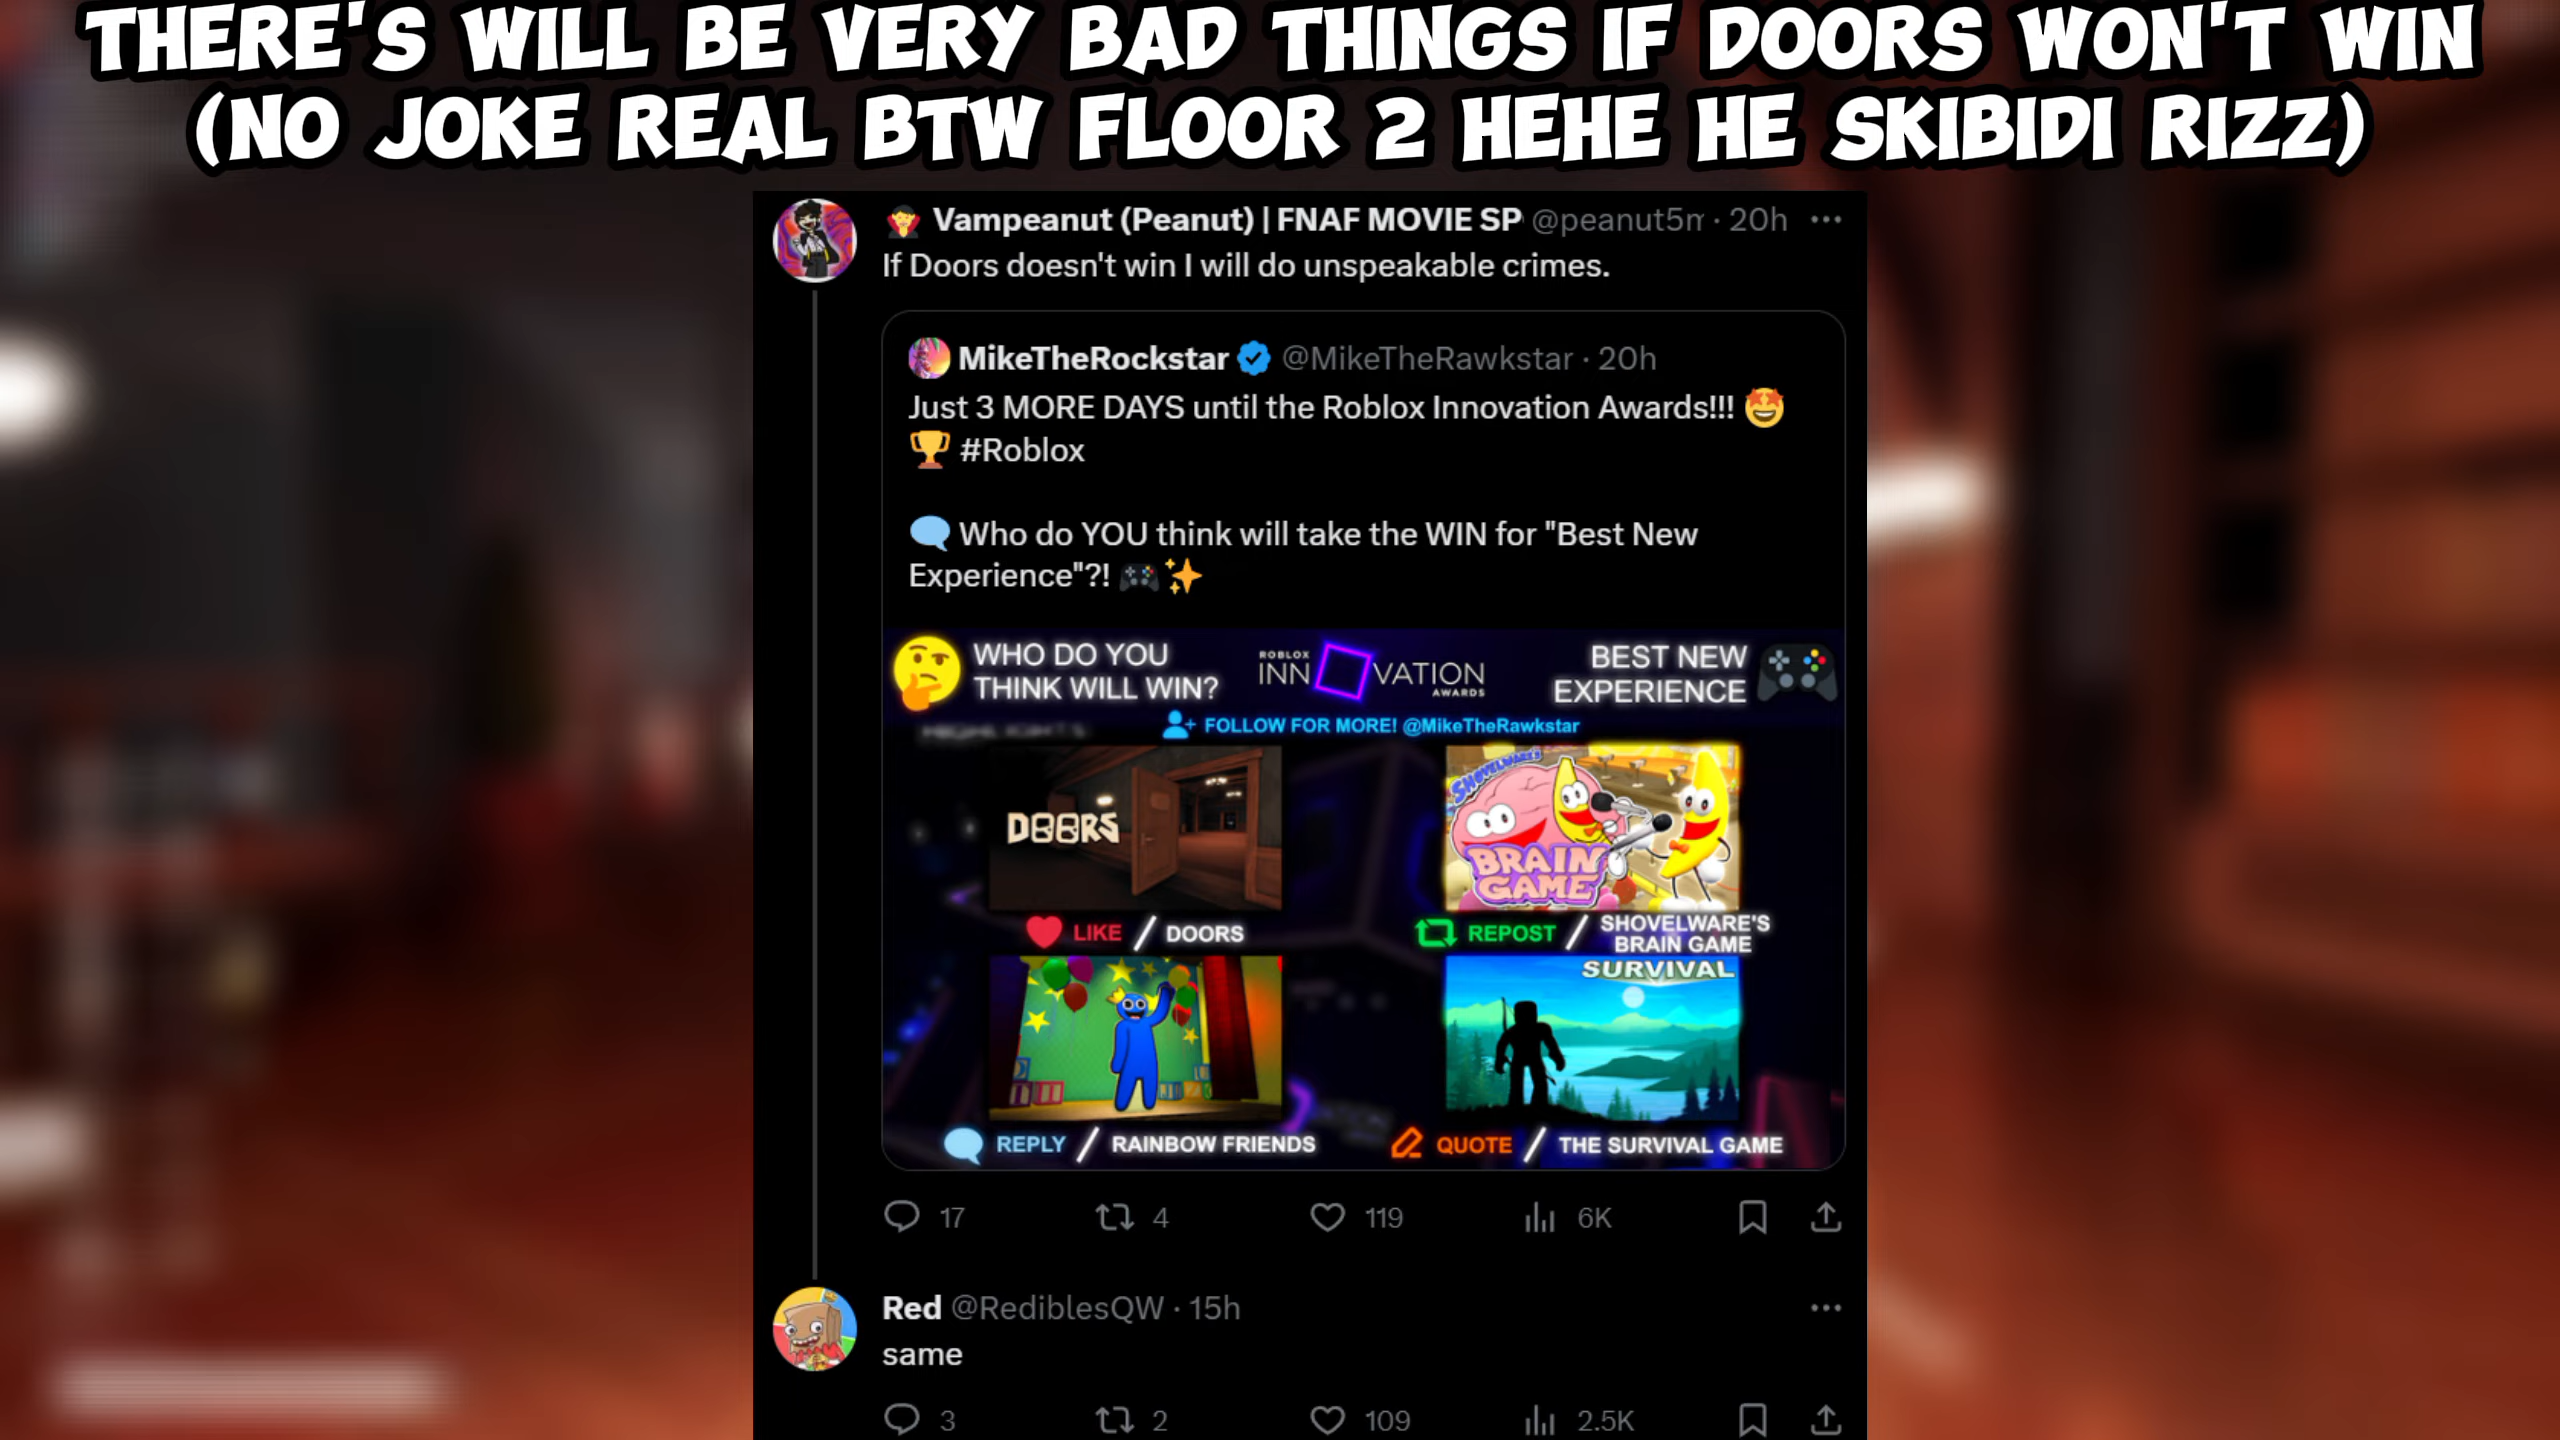 THERE'S WILL BE VERY BAD THINGS IF DOORS WON'T WIN
(NO JOKE REAL BTW FLOOR 2 HEHE HE SKIBIDI RIZZ)
Vampeanut (Peanut) | FNAF MOVIE SP @peanut5m · 20h
If Doors doesn't win I will do unspeakable crimes.
MikeTheRockstar @MikeTheRawkstar · 20h
Just 3 MORE DAYS until the Roblox Innovation Awards!!! 🤩
🏆 #Roblox
🗨️ Who do YOU think will take the WIN for "Best New
Experience"?! 🎮✨
WHO DO YOU
THINK WILL WIN?
ROBLOX
INNOVATION
AWARDS
BEST NEW
EXPERIENCE
FOLLOW FOR MORE! @MikeTheRawkstar
HIGHLIGHTS
DOORS
SHOVELWARE'S
BRAIN
GAME
LIKE / DOORS
REPOST / SHOVELWARE'S
BRAIN GAME
SURVIVAL
REPLY / RAINBOW FRIENDS
QUOTE / THE SURVIVAL GAME
17 4 119 6K
Red @RediblesQW · 15h
same
3 2 109 2.5K